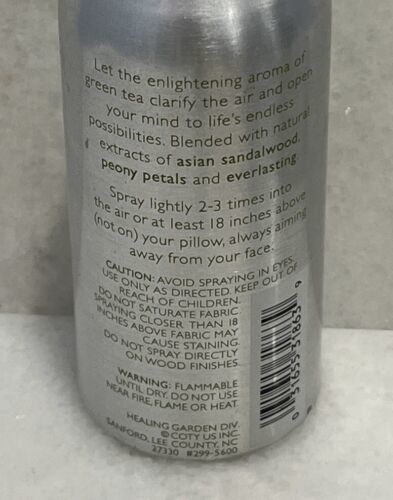 Let the enlightening aroma of
green tea clarify the air and open
your mind to life's endless
possibilities. Blended with natural
extracts of asian sandalwood,
peony petals and everlasting.
Spray lightly 2-3 times into
the air or at least 18 inches above
(not on) your pillow, always aiming
away from your face.
CAUTION: AVOID SPRAYING IN EYES.
USE ONLY AS DIRECTED. KEEP OUT OF
REACH OF CHILDREN.
DO NOT SATURATE FABRIC.
SPRAYING CLOSER THAN 18
INCHES ABOVE FABRIC MAY
CAUSE STAINING.
DO NOT SPRAY DIRECTLY
ON WOOD FINISHES.
WARNING: FLAMMABLE
UNTIL DRY. DO NOT USE
NEAR FIRE, FLAME OR HEAT.
HEALING GARDEN DIV.
©COTY US INC.
SANFORD, LEE COUNTY, NC
27330 #299-5600